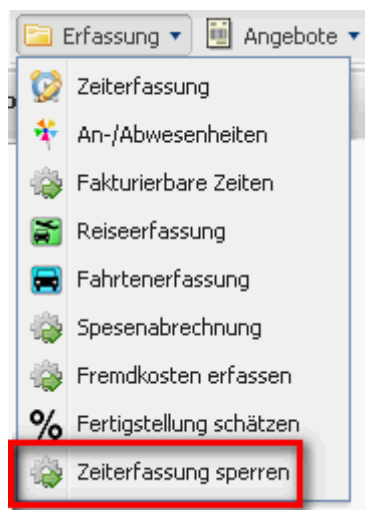 Erfassung Angebote
Zeiterfassung
An-/Abwesenheiten
Fakturierbare Zeiten
Reiseerfassung
Fahrtenerfassung
Spesenabrechnung
Fremdkosten erfassen
% Fertigstellung schätzen
Zeiterfassung sperren